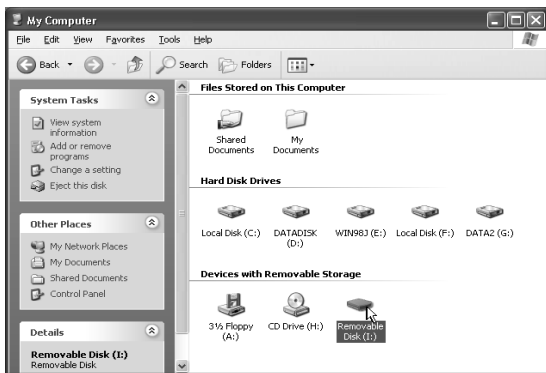 My Computer
File Edit View Favorites Tools Help
Back Search Folders
System Tasks
View system
information
Add or remove
programs
Change a setting
Eject this disk
Other Places
My Network Places
My Documents
Shared Documents
Control Panel
Details
Removable Disk (I:)
Removable Disk
Files Stored on This Computer
Shared
Documents
My
Documents
Hard Disk Drives
Local Disk (C:)
DATADISK
(D:)
WIN98J (E:)
Local Disk (F:)
DATA2 (G:)
Devices with Removable Storage
3½ Floppy
(A:)
CD Drive (H:)
Removable
Disk (I:)